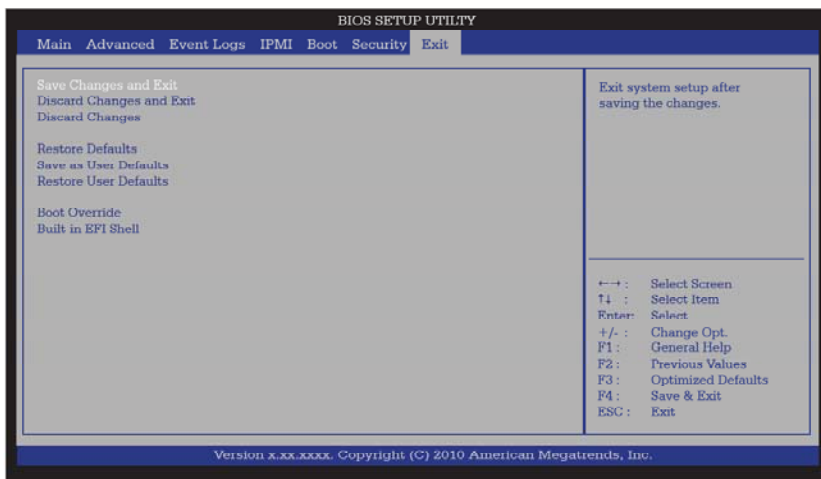 BIOS SETUP UTILTY
Main Advanced Event Logs IPMI Boot Security Exit
Save Changes and Exit
Discard Changes and Exit
Discard Changes
Restore Defaults
Save as User Defaults
Restore User Defaults
Boot Override
Built in EFI Shell
Exit system setup after
saving the changes.
←→ : Select Screen
↑↓ : Select Item
Enter: Select
+/- : Change Opt.
F1 : General Help
F2 : Previous Values
F3 : Optimized Defaults
F4 : Save & Exit
ESC : Exit
Version x.xx.xxxx. Copyright (C) 2010 American Megatrends, Inc.